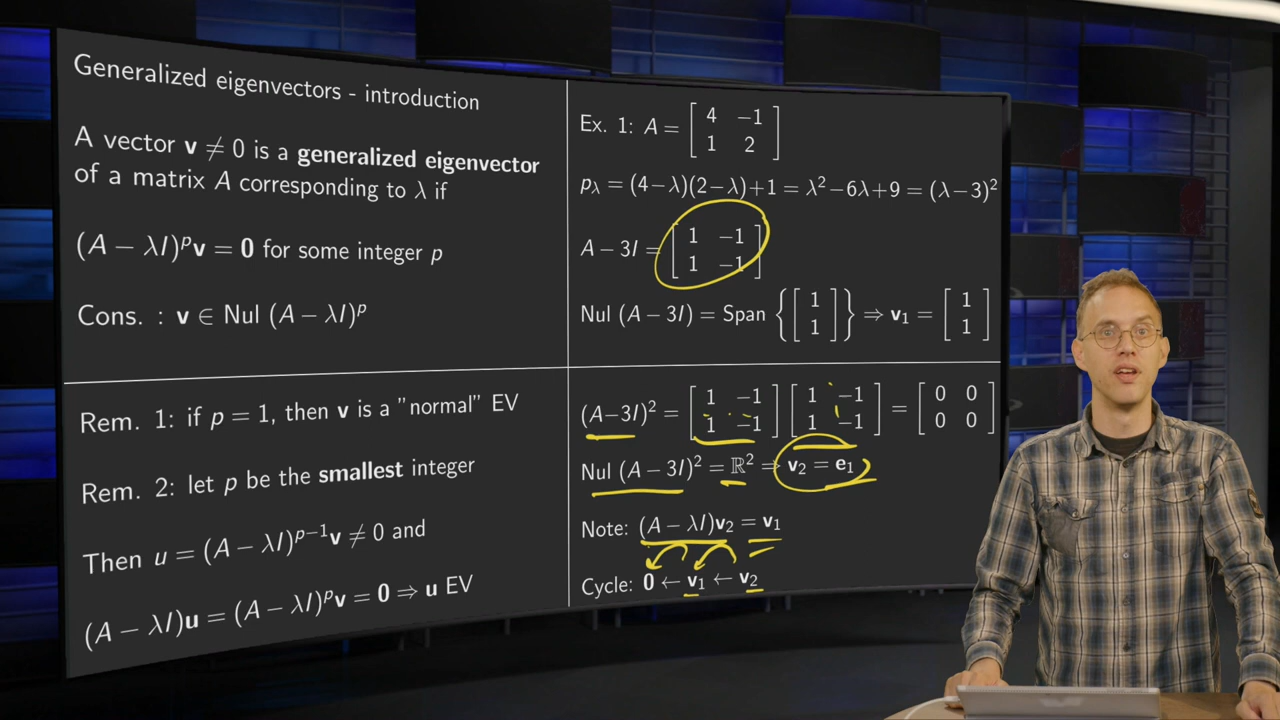 Generalized eigenvectors - introduction
A vector v ≠ 0 is a generalized eigenvector
of a matrix A corresponding to λ if
(A − λI)ᵖv = 0 for some integer p
Cons. : v ∈ Nul (A − λI)ᵖ
Ex. 1: A = [ 4 −1 ; 1 2 ]
p_λ = (4−λ)(2−λ)+1 = λ²−6λ+9 = (λ−3)²
A − 3I = [ 1 −1 ; 1 −1 ]
Nul (A − 3I) = Span { [ 1 ; 1 ] } ⇒ v₁ = [ 1 ; 1 ]
Rem. 1: if p = 1, then v is a "normal" EV
Rem. 2: let p be the smallest integer
Then u = (A − λI)ᵖ⁻¹v ≠ 0 and
(A − λI)u = (A − λI)ᵖv = 0 ⇒ u EV
(A−3I)² = [ 1 −1 ; 1 −1 ] [ 1 −1 ; 1 −1 ] = [ 0 0 ; 0 0 ]
Nul (A − 3I)² = ℝ² ⇒ v₂ = e₁
Note: (A − λI)v₂ = v₁
Cycle: 0 ← v₁ ← v₂